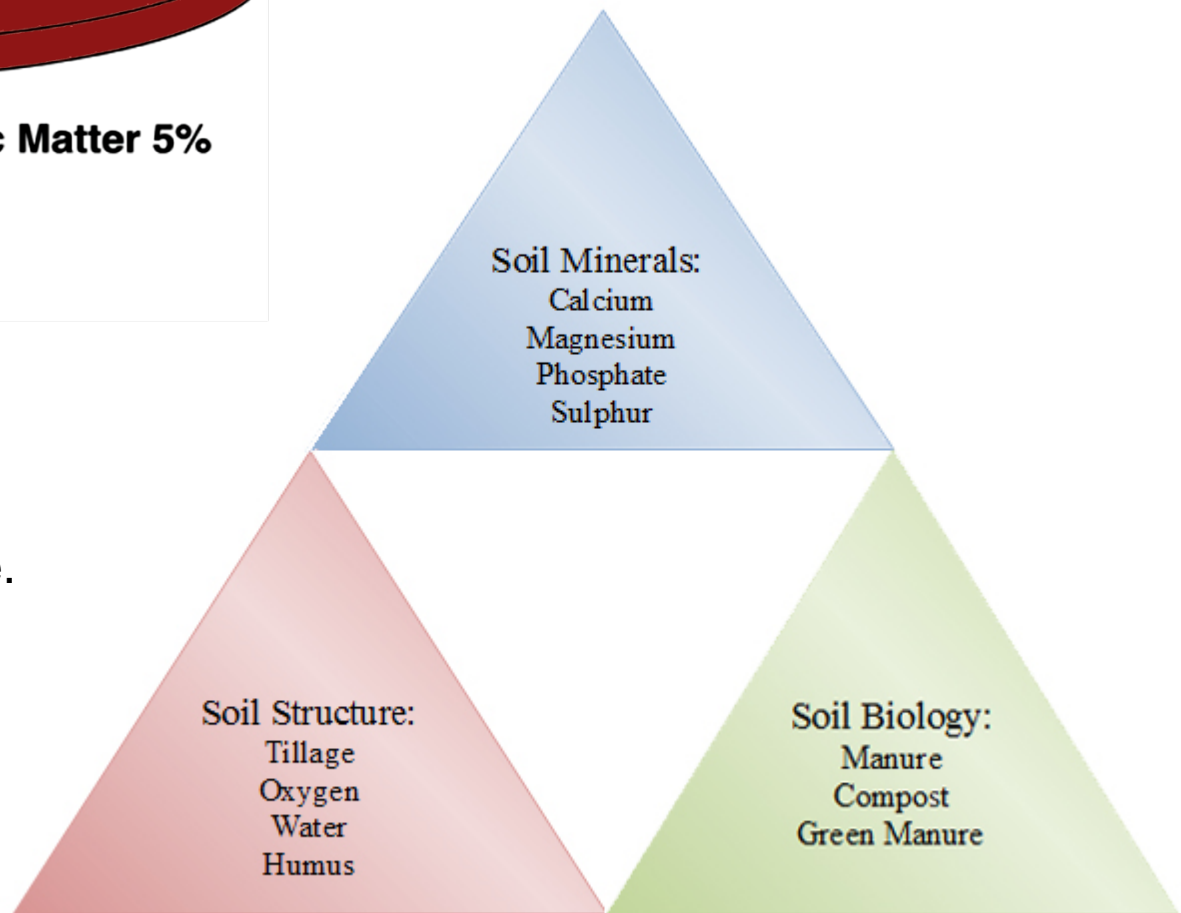 Matter 5%
Soil Minerals:
Calcium
Magnesium
Phosphate
Sulphur
Soil Structure:
Tillage
Oxygen
Water
Humus
Soil Biology:
Manure
Compost
Green Manure